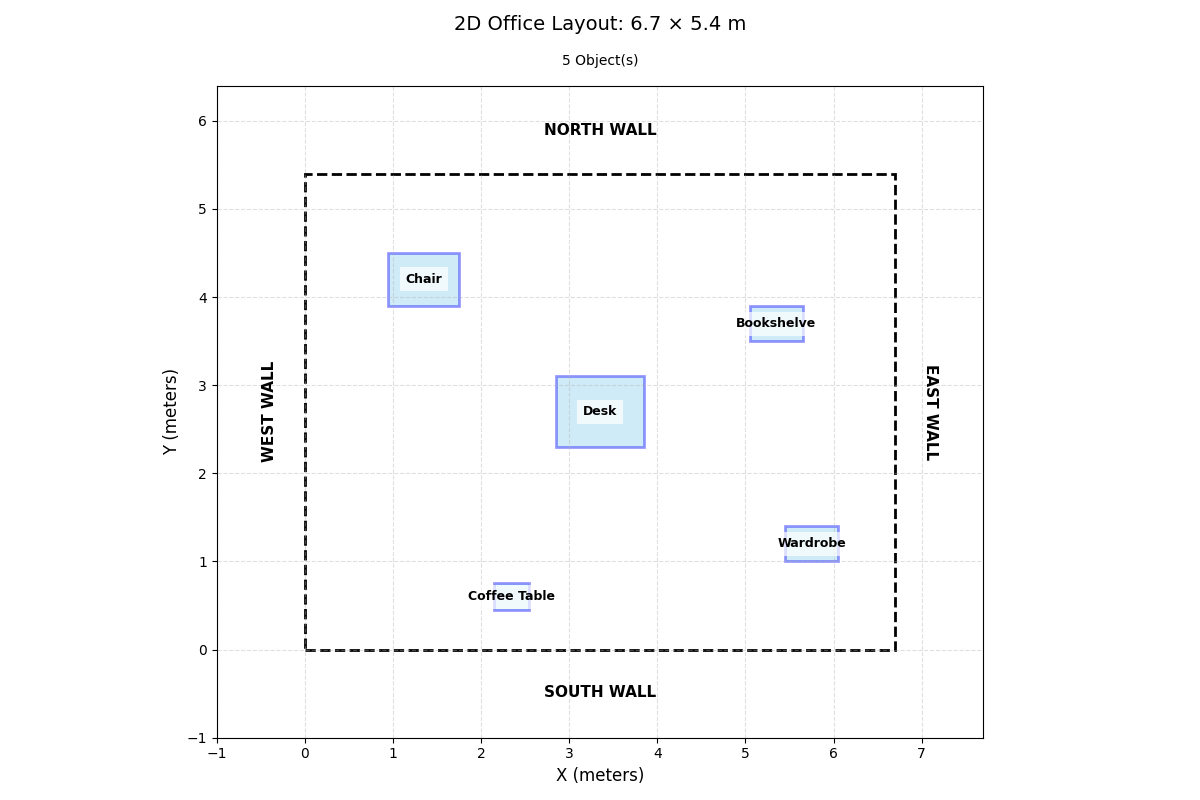 2D Office Layout: 6.7 × 5.4 m
5 Object(s)
NORTH WALL
6
5
4
3
2
1
0
−1
Y (meters)
WEST WALL
EAST WALL
Chair
Bookshelve
Desk
Wardrobe
Coffee Table
SOUTH WALL
−1
0
1
2
3
4
5
6
7
X (meters)